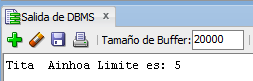 Salida de DBMS
Tamaño de Buffer: 20000
Tita  Ainhoa Limite es: 5